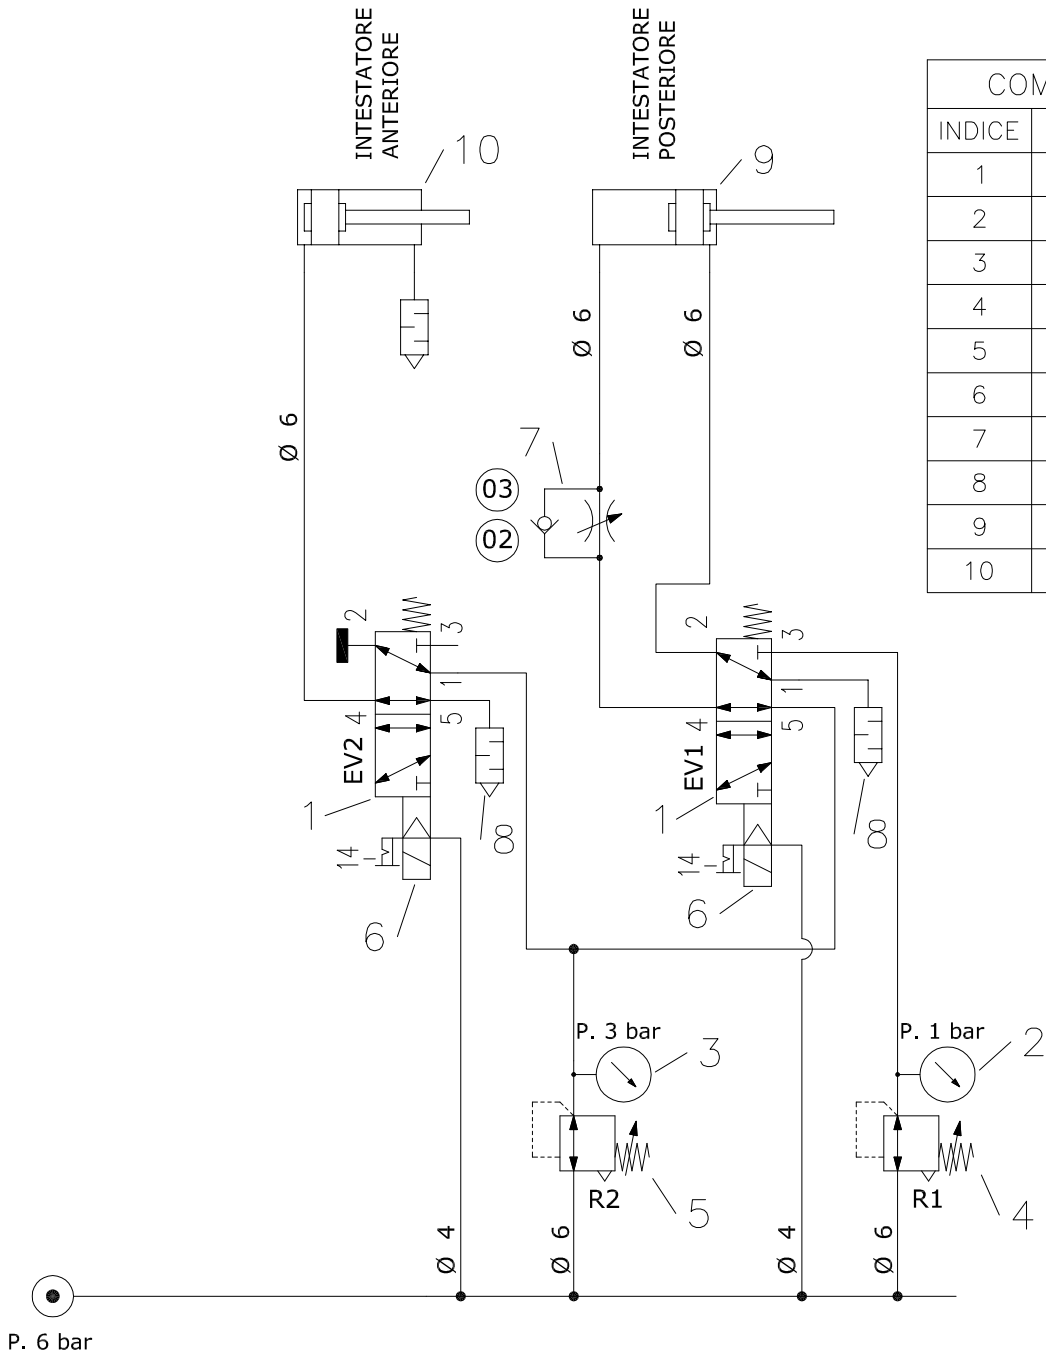 INTESTATORE
ANTERIORE
INTESTATORE
POSTERIORE
COM
INDICE
1
2
3
4
5
6
7
8
9
10
10
9
Ø 6
Ø 6
Ø 6
7
03
02
2
3
1
4
5
EV2
1
8
14
6
2
3
1
4
5
EV1
1
8
14
6
P. 3 bar
3
P. 1 bar
2
R2
5
R1
4
Ø 4
Ø 6
Ø 4
Ø 6
P. 6 bar